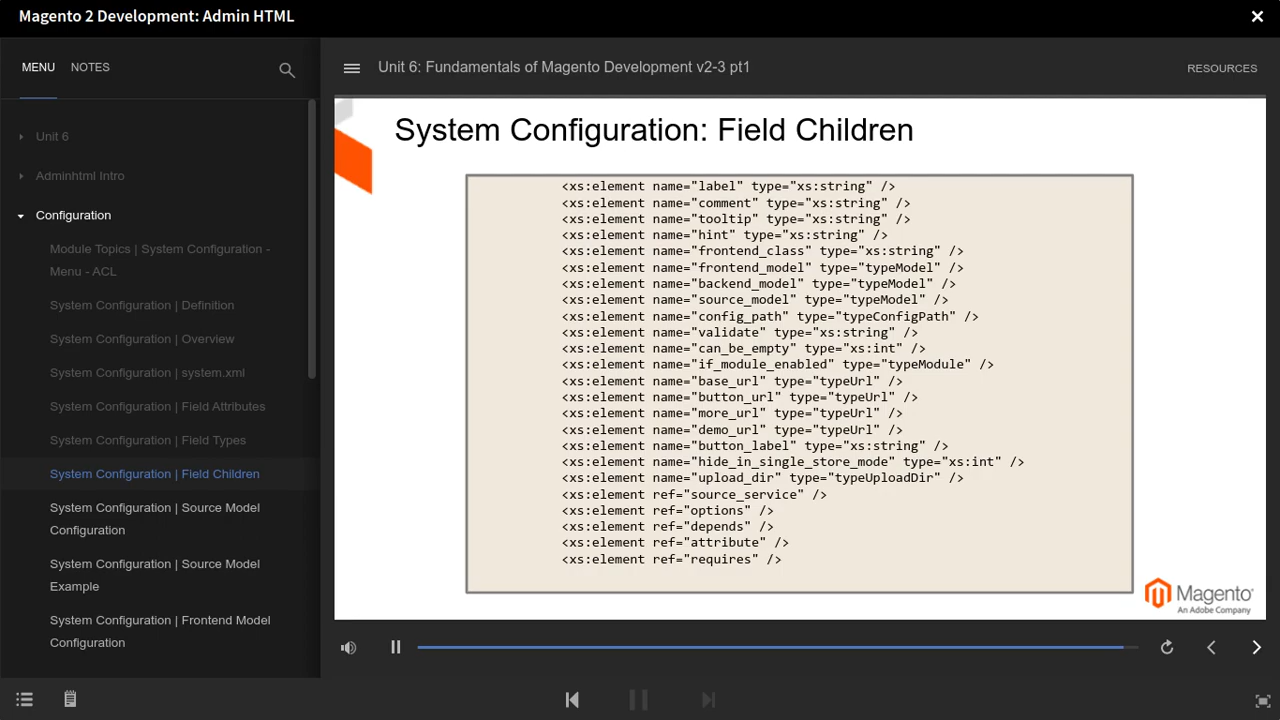 Magento 2 Development: Admin HTML
MENU
NOTES
Unit 6: Fundamentals of Magento Development v2-3 pt1
RESOURCES
Unit 6
Adminhtml Intro
Configuration
Module Topics | System Configuration -
Menu - ACL
System Configuration | Definition
System Configuration | Overview
System Configuration | system.xml
System Configuration | Field Attributes
System Configuration | Field Types
System Configuration | Field Children
System Configuration | Source Model
Configuration
System Configuration | Source Model
Example
System Configuration | Frontend Model
Configuration
System Configuration: Field Children
<xs:element name="label" type="xs:string" />
<xs:element name="comment" type="xs:string" />
<xs:element name="tooltip" type="xs:string" />
<xs:element name="hint" type="xs:string" />
<xs:element name="frontend_class" type="xs:string" />
<xs:element name="frontend_model" type="typeModel" />
<xs:element name="backend_model" type="typeModel" />
<xs:element name="source_model" type="typeModel" />
<xs:element name="config_path" type="typeConfigPath" />
<xs:element name="validate" type="xs:string" />
<xs:element name="can_be_empty" type="xs:int" />
<xs:element name="if_module_enabled" type="typeModule" />
<xs:element name="base_url" type="typeUrl" />
<xs:element name="button_url" type="typeUrl" />
<xs:element name="more_url" type="typeUrl" />
<xs:element name="demo_url" type="typeUrl" />
<xs:element name="button_label" type="xs:string" />
<xs:element name="hide_in_single_store_mode" type="xs:int" />
<xs:element name="upload_dir" type="typeUploadDir" />
<xs:element ref="source_service" />
<xs:element ref="options" />
<xs:element ref="depends" />
<xs:element ref="attribute" />
<xs:element ref="requires" />
Magento
An Adobe Company